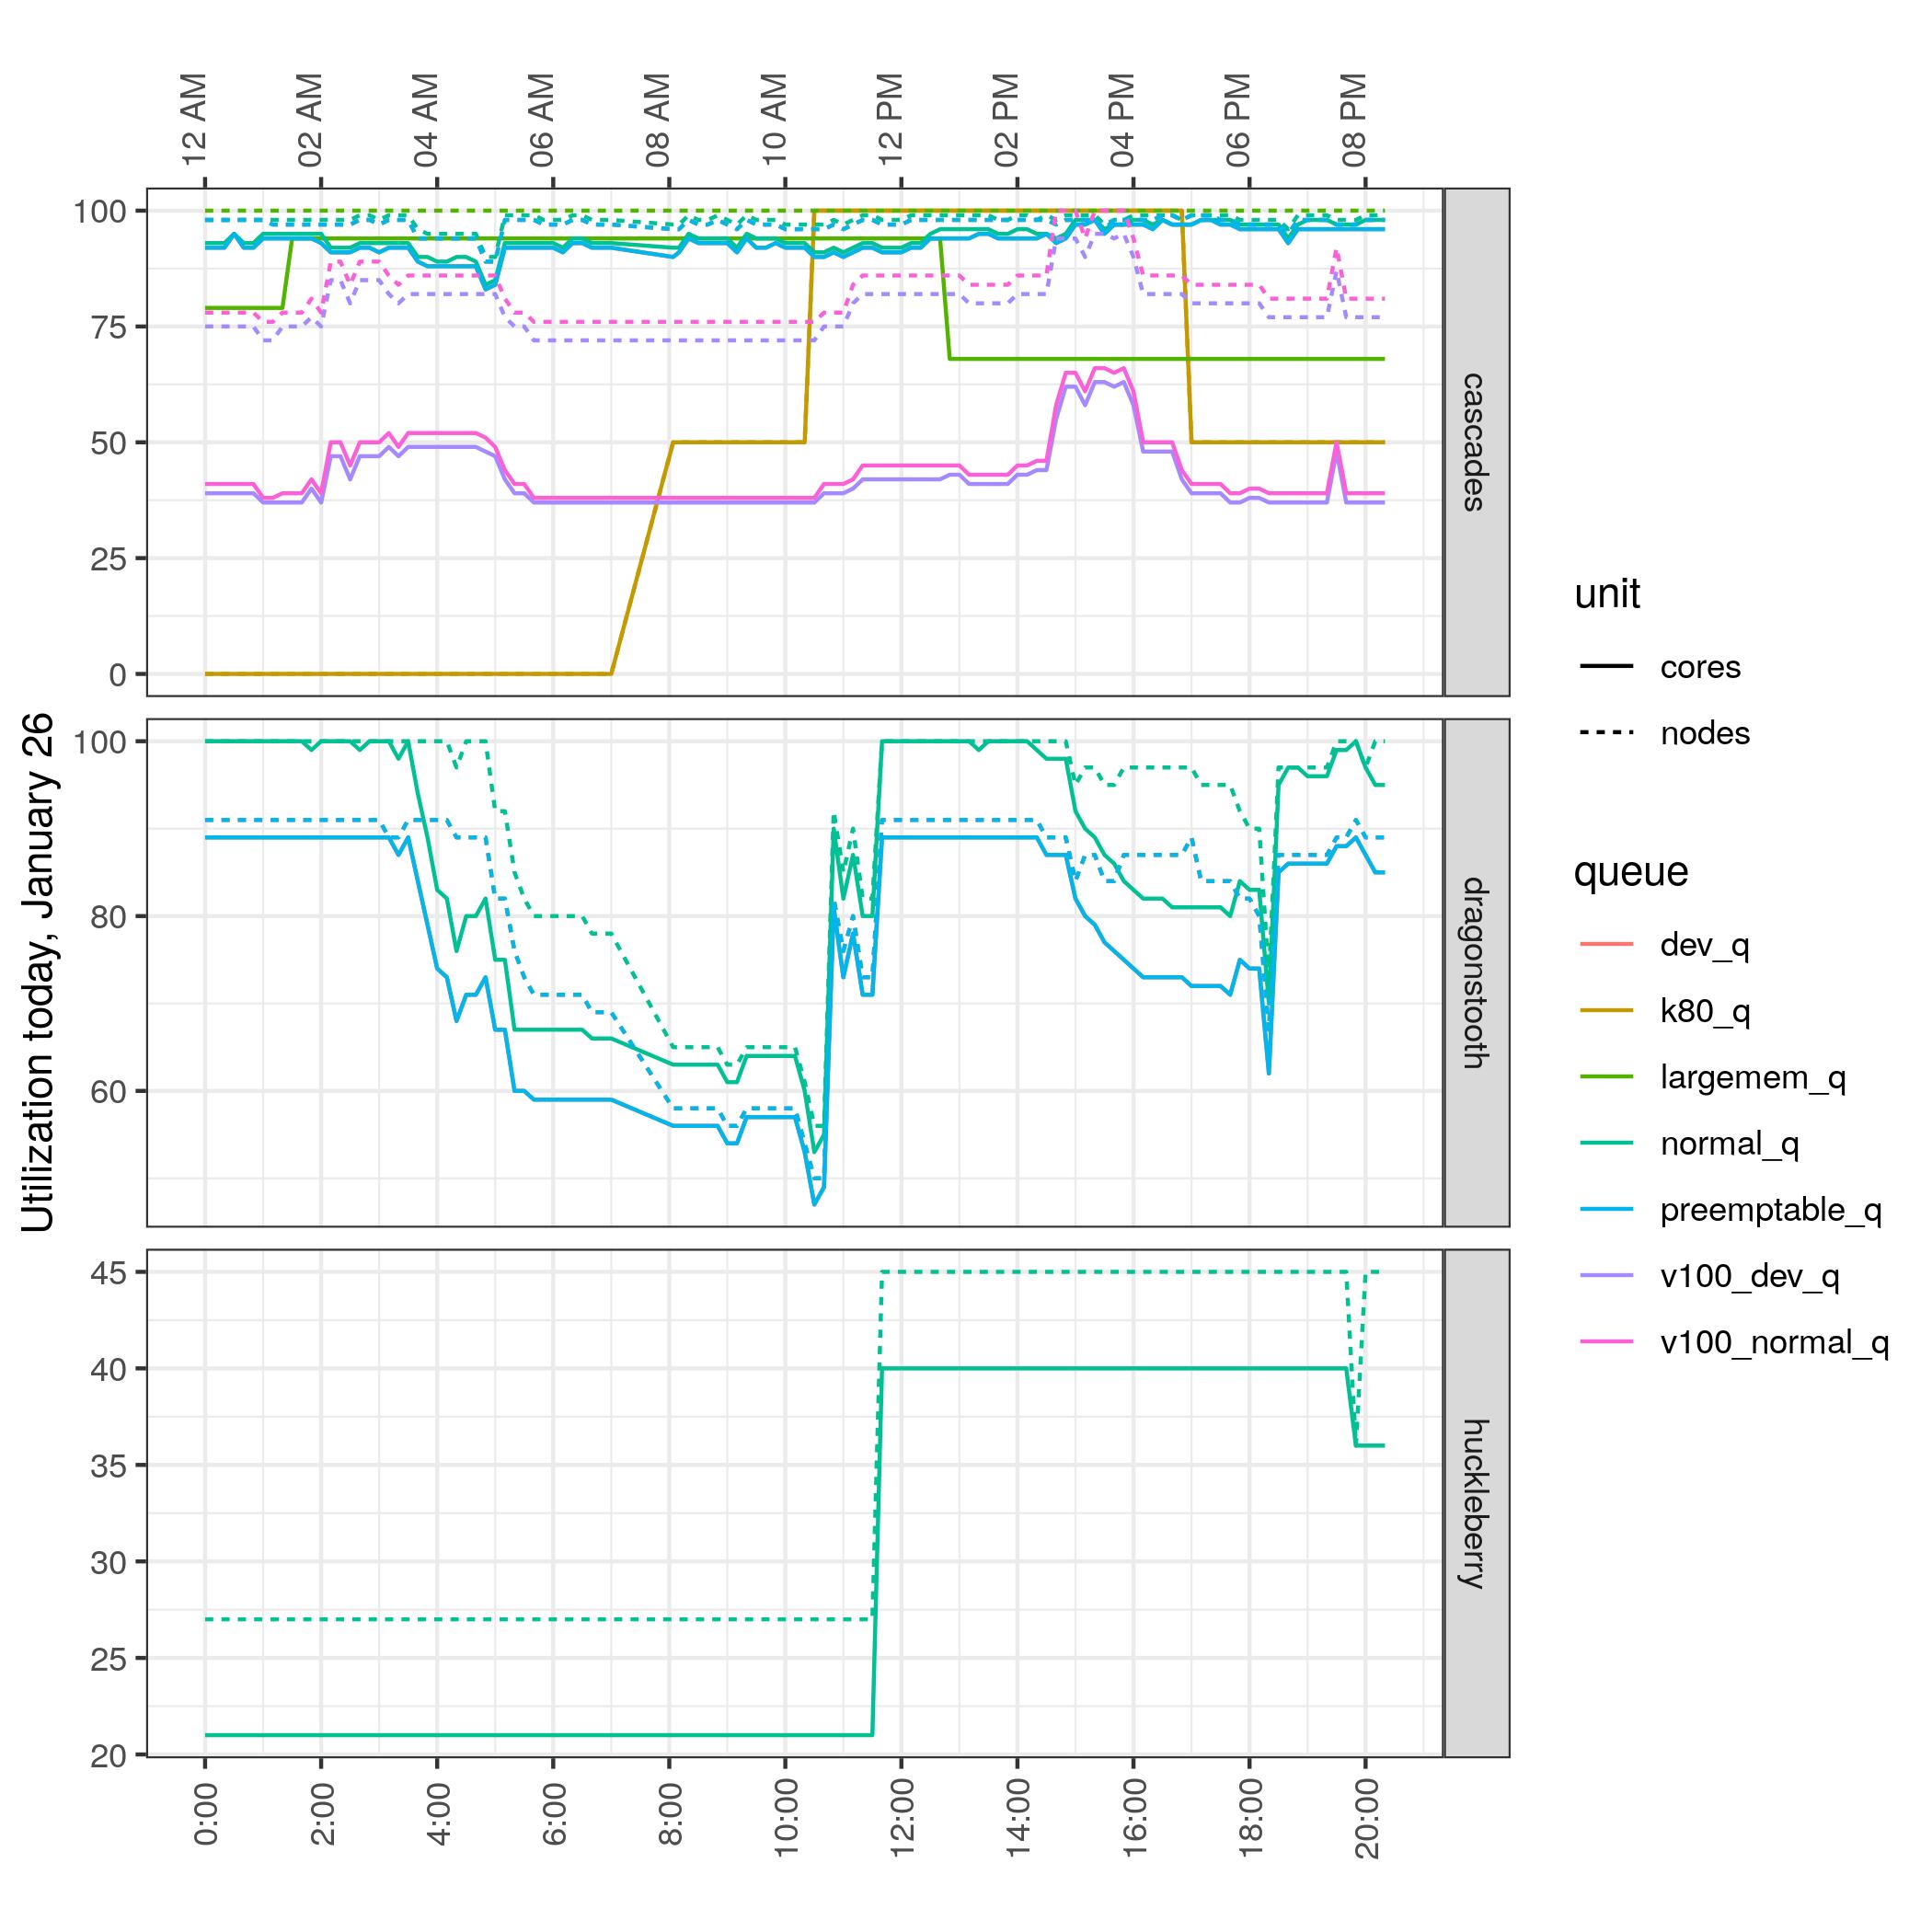 12 AM
02 AM
04 AM
06 AM
08 AM
10 AM
12 PM
02 PM
04 PM
06 PM
08 PM
Utilization today, January 26
100
75
50
25
0
cascades
100
80
60
dragonstooth
45
40
35
30
25
20
huckleberry
0:00
2:00
4:00
6:00
8:00
10:00
12:00
14:00
16:00
18:00
20:00
unit
cores
nodes
queue
dev_q
k80_q
largemem_q
normal_q
preemptable_q
v100_dev_q
v100_normal_q